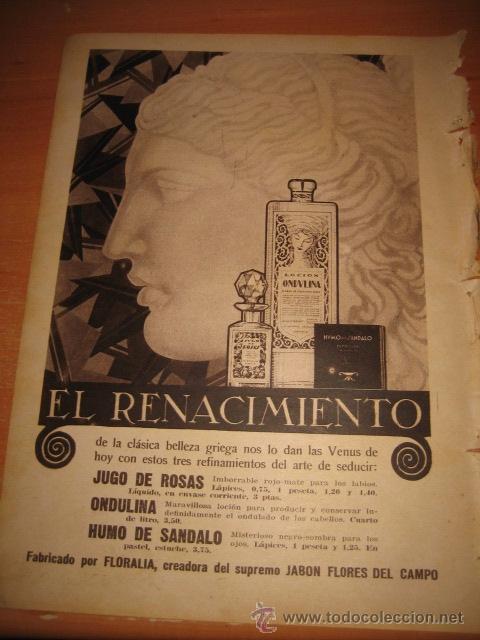 LOCION
ONDULINA
HVMO DE SANDALO
EL RENACIMIENTO
de la clásica belleza griega nos lo dan las Venus de
hoy con estos tres refinamientos del arte de seducir:
JUGO DE ROSAS Imborrable rojo-mate para los labios.
Lápices, 0,75, 1 peseta, 1,20 y 1,40.
Líquido, en envase corriente, 3 ptas.
ONDULINA Maravillosa loción para producir y conservar in-
definidamente el ondulado de los cabellos. Cuarto
de litro, 3,50.
HUMO DE SANDALO Misterioso negro-sombra para los
ojos. Lápices, 1 peseta y 1,25. En
pastel, estuche, 3,75.
Fabricado por FLORALIA, creadora del supremo JABON FLORES DEL CAMPO
www.todocoleccion.net